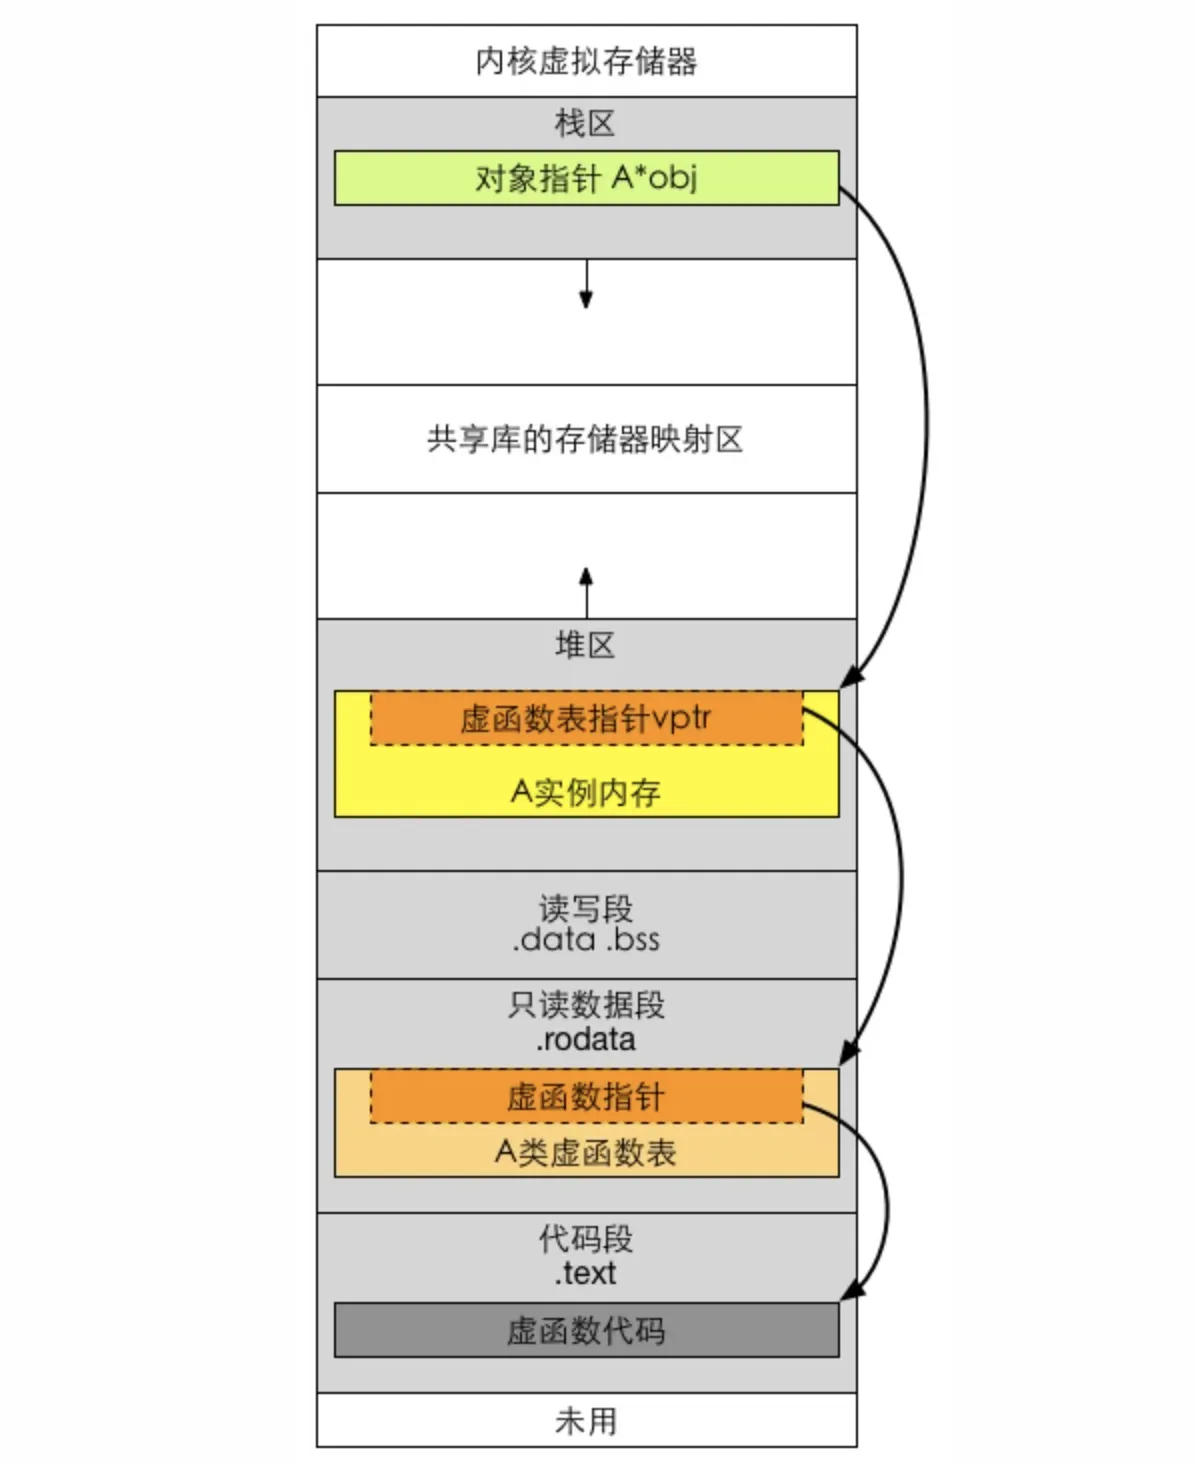 内核虚拟存储器
栈区
对象指针 A*obj
共享库的存储器映射区
堆区
虚函数表指针vptr
A实例内存
读写段
.data .bss
只读数据段
.rodata
虚函数指针
A类虚函数表
代码段
.text
虚函数代码
未用